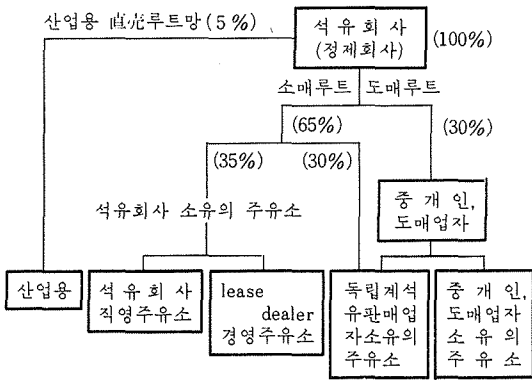 산업용 直売루트망 (5%)
석유회사
(정제회사)
(100%)
소매루트
도매루트
(65%)
(30%)
(35%)
(30%)
석유회사 소유의 주유소
중개인,
도매업자
산업용
석유회사
직영주유소
lease
dealer
경영주유소
독립계석
유판매업
자소유의
주유소
중개인,
도매업자
소유의
주유소